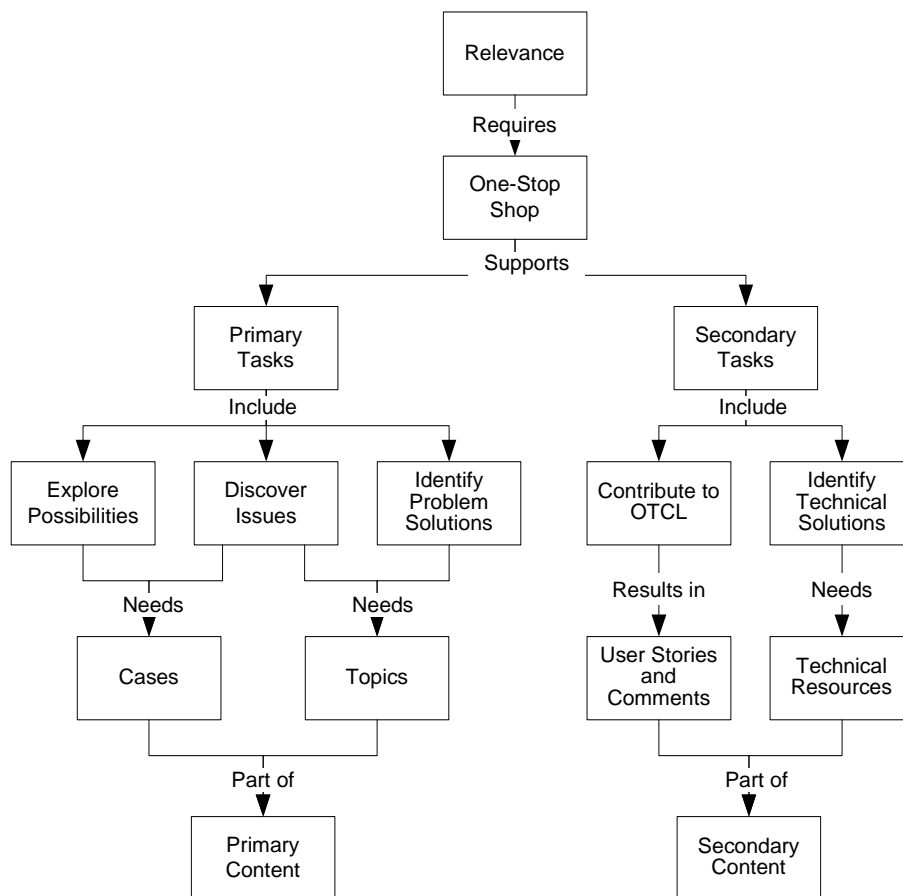 Relevance
Requires
One-Stop
Shop
Supports
Primary
Tasks
Secondary
Tasks
Include
Include
Explore
Possibilities
Discover
Issues
Identify
Problem
Solutions
Contribute to
OTCL
Identify
Technical
Solutions
Needs
Needs
Results in
Needs
Cases
Topics
User Stories
and
Comments
Technical
Resources
Part of
Part of
Primary
Content
Secondary
Content